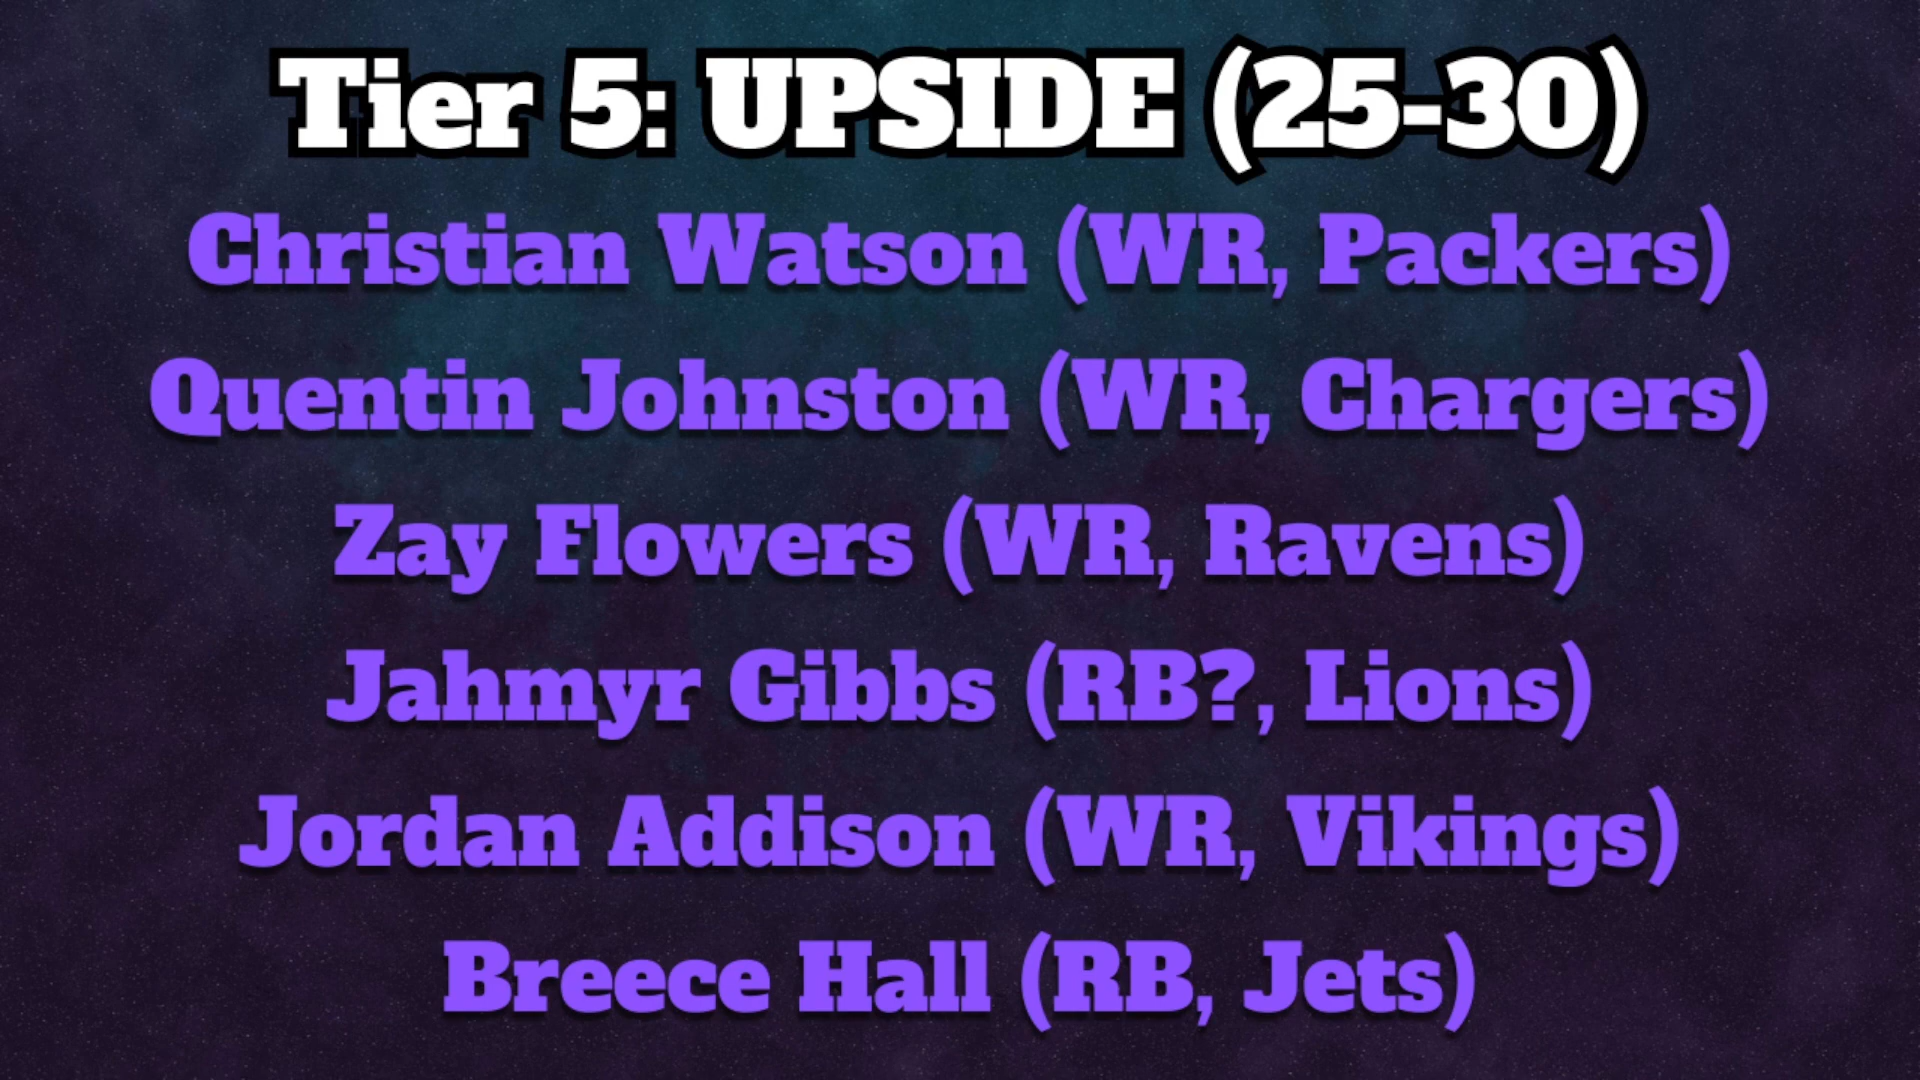 Tier 5: UPSIDE (25-30)
Christian Watson (WR, Packers)
Quentin Johnston (WR, Chargers)
Zay Flowers (WR, Ravens)
Jahmyr Gibbs (RB?, Lions)
Jordan Addison (WR, Vikings)
Breece Hall (RB, Jets)